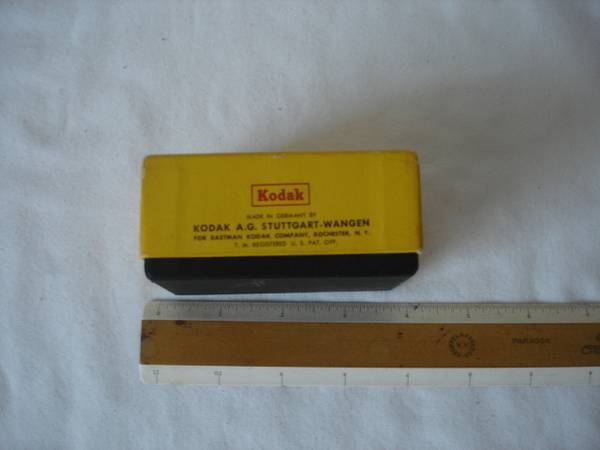 Kodak
MADE IN GERMANY BY
KODAK A.G. STUTTGART-WANGEN
FOR EASTMAN KODAK COMPANY, ROCHESTER, N. Y.
T. M. REGISTERED U. S. PAT. OFF.
PARAGON